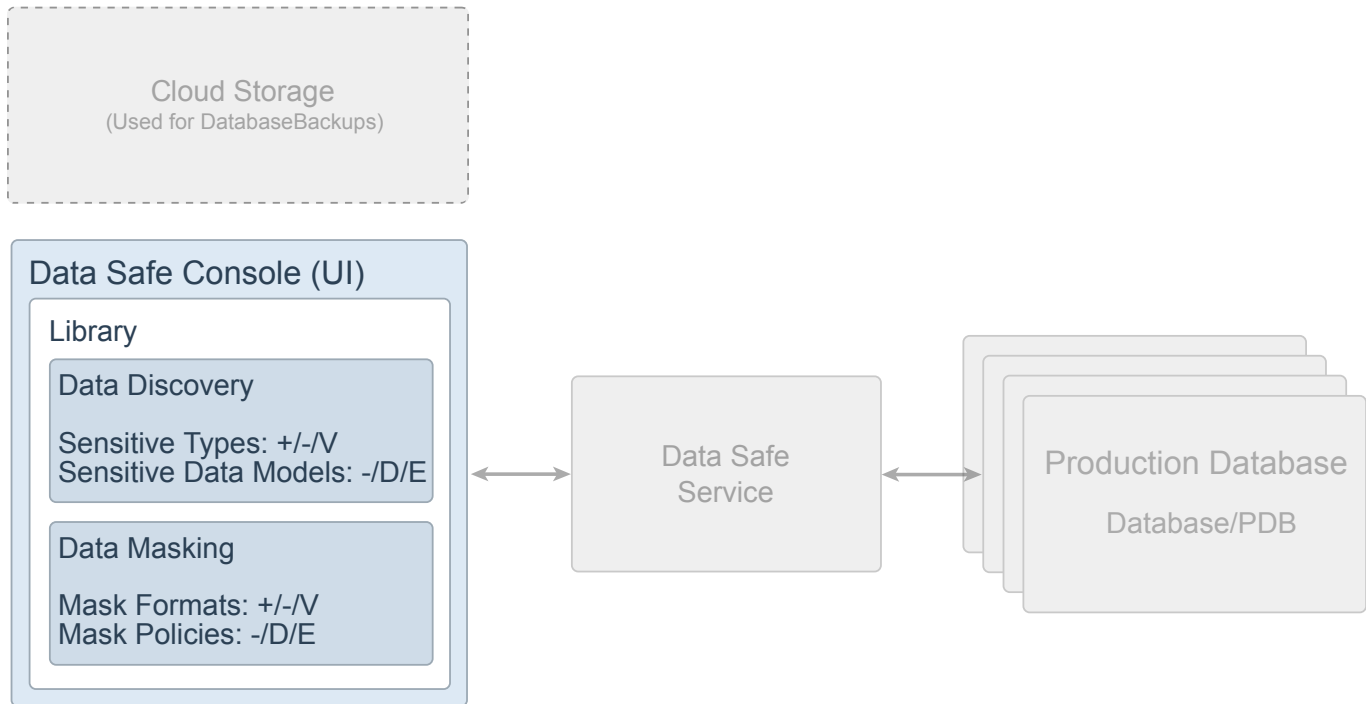 Cloud Storage
(Used for DatabaseBackups)
Data Safe Console (UI)
Library
Data Discovery
Sensitive Types: +/-/V
Sensitive Data Models: -/D/E
Data Masking
Mask Formats: +/-/V
Mask Policies: -/D/E
Data Safe
Service
Production Database
Database/PDB